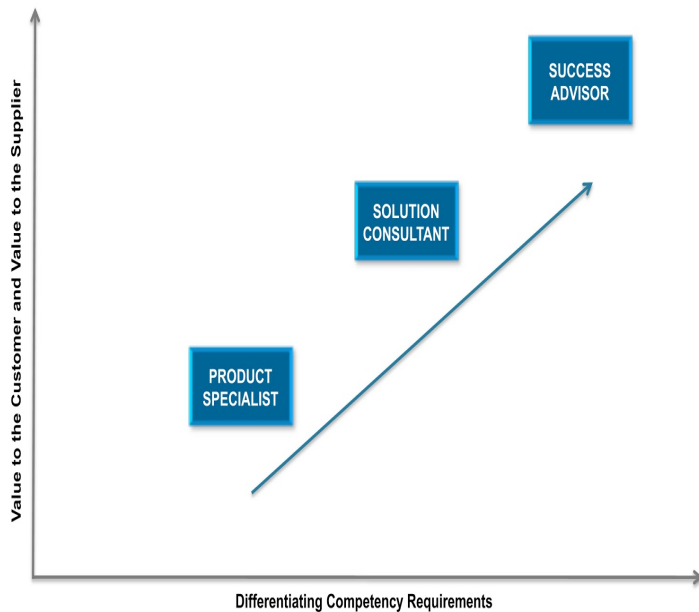 Value to the Customer and Value to the Supplier
SUCCESS
ADVISOR
SOLUTION
CONSULTANT
PRODUCT
SPECIALIST
Differentiating Competency Requirements